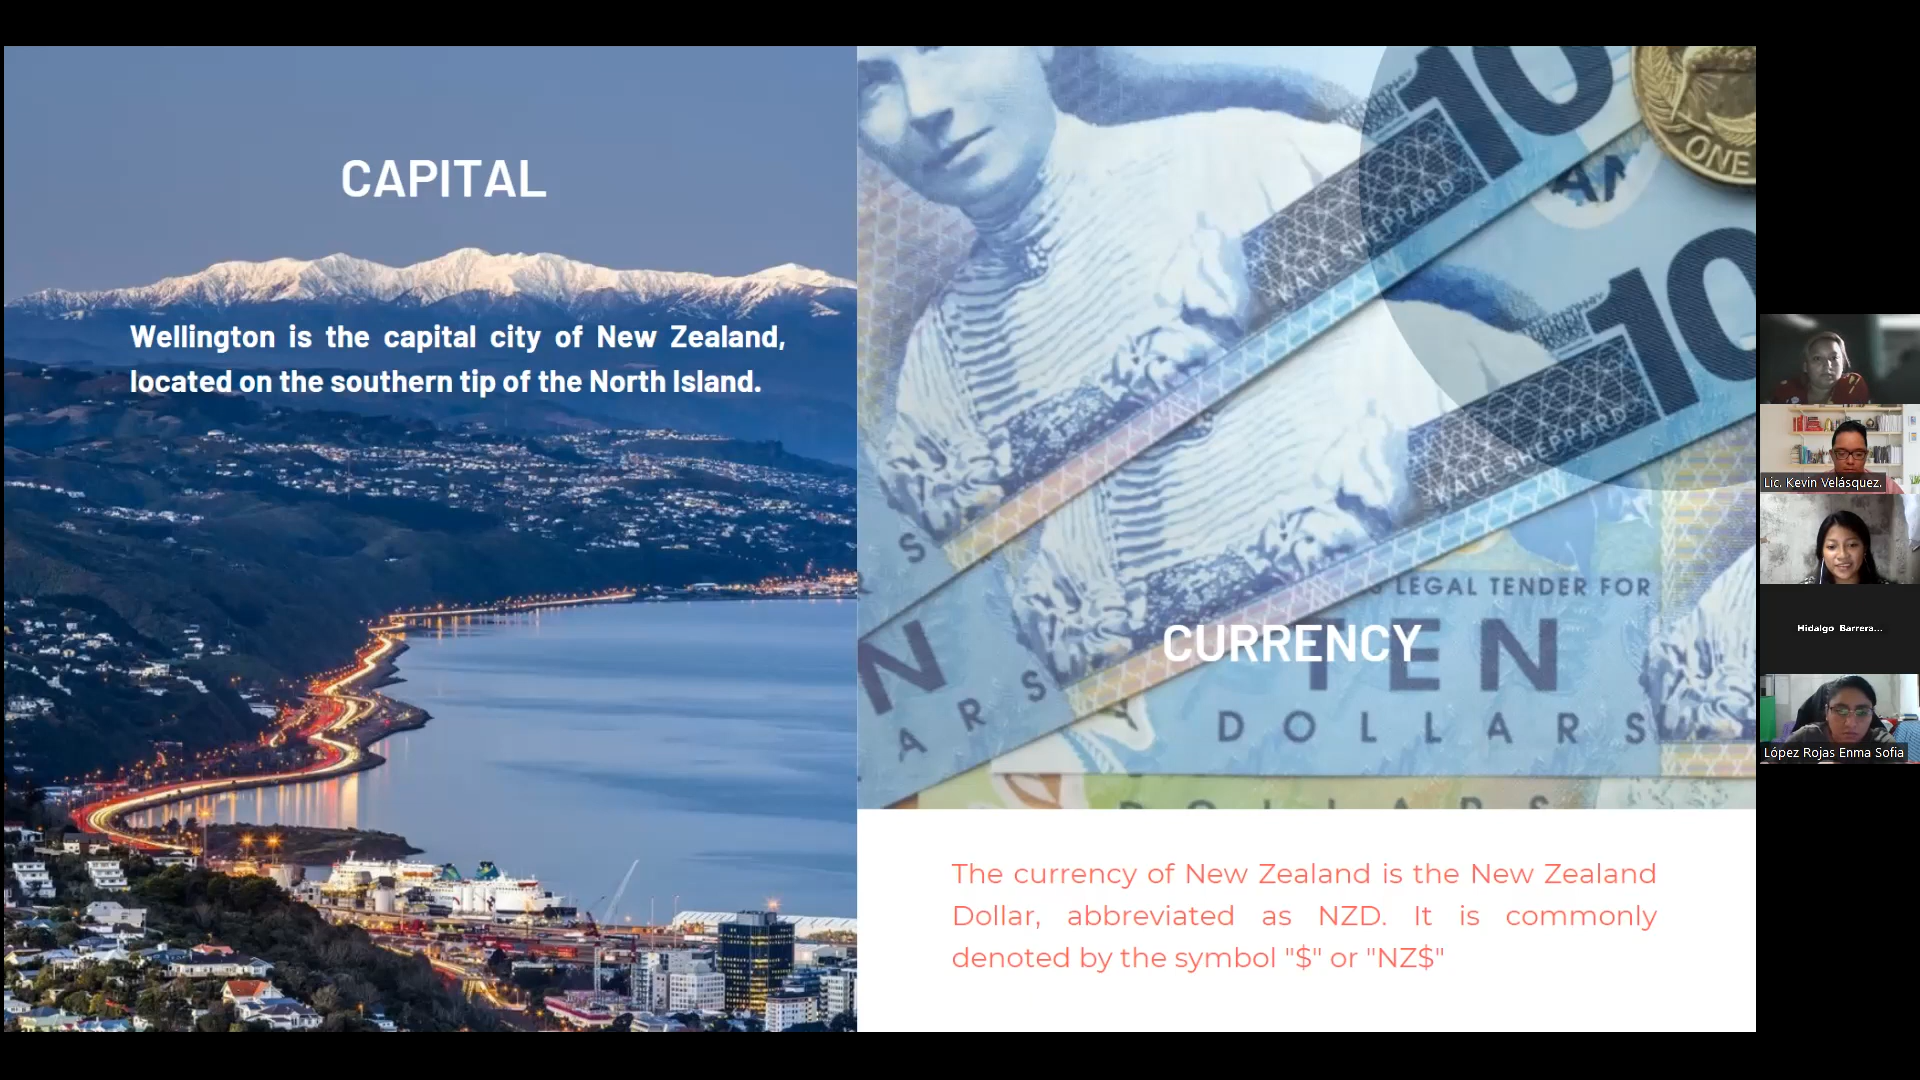 CAPITAL
Wellington is the capital city of New Zealand,
located on the southern tip of the North Island.
10
KATE SHEPPARD
ONE
10
KATE SHEPPARD
LEGAL TENDER FOR
TEN
DOLLARS
CURRENCY
DOLLARS
The currency of New Zealand is the New Zealand
Dollar, abbreviated as NZD. It is commonly
denoted by the symbol "$" or "NZ$"
Lic. Kevin Velásquez.
Hidalgo Barrera...
López Rojas Enma Sofia